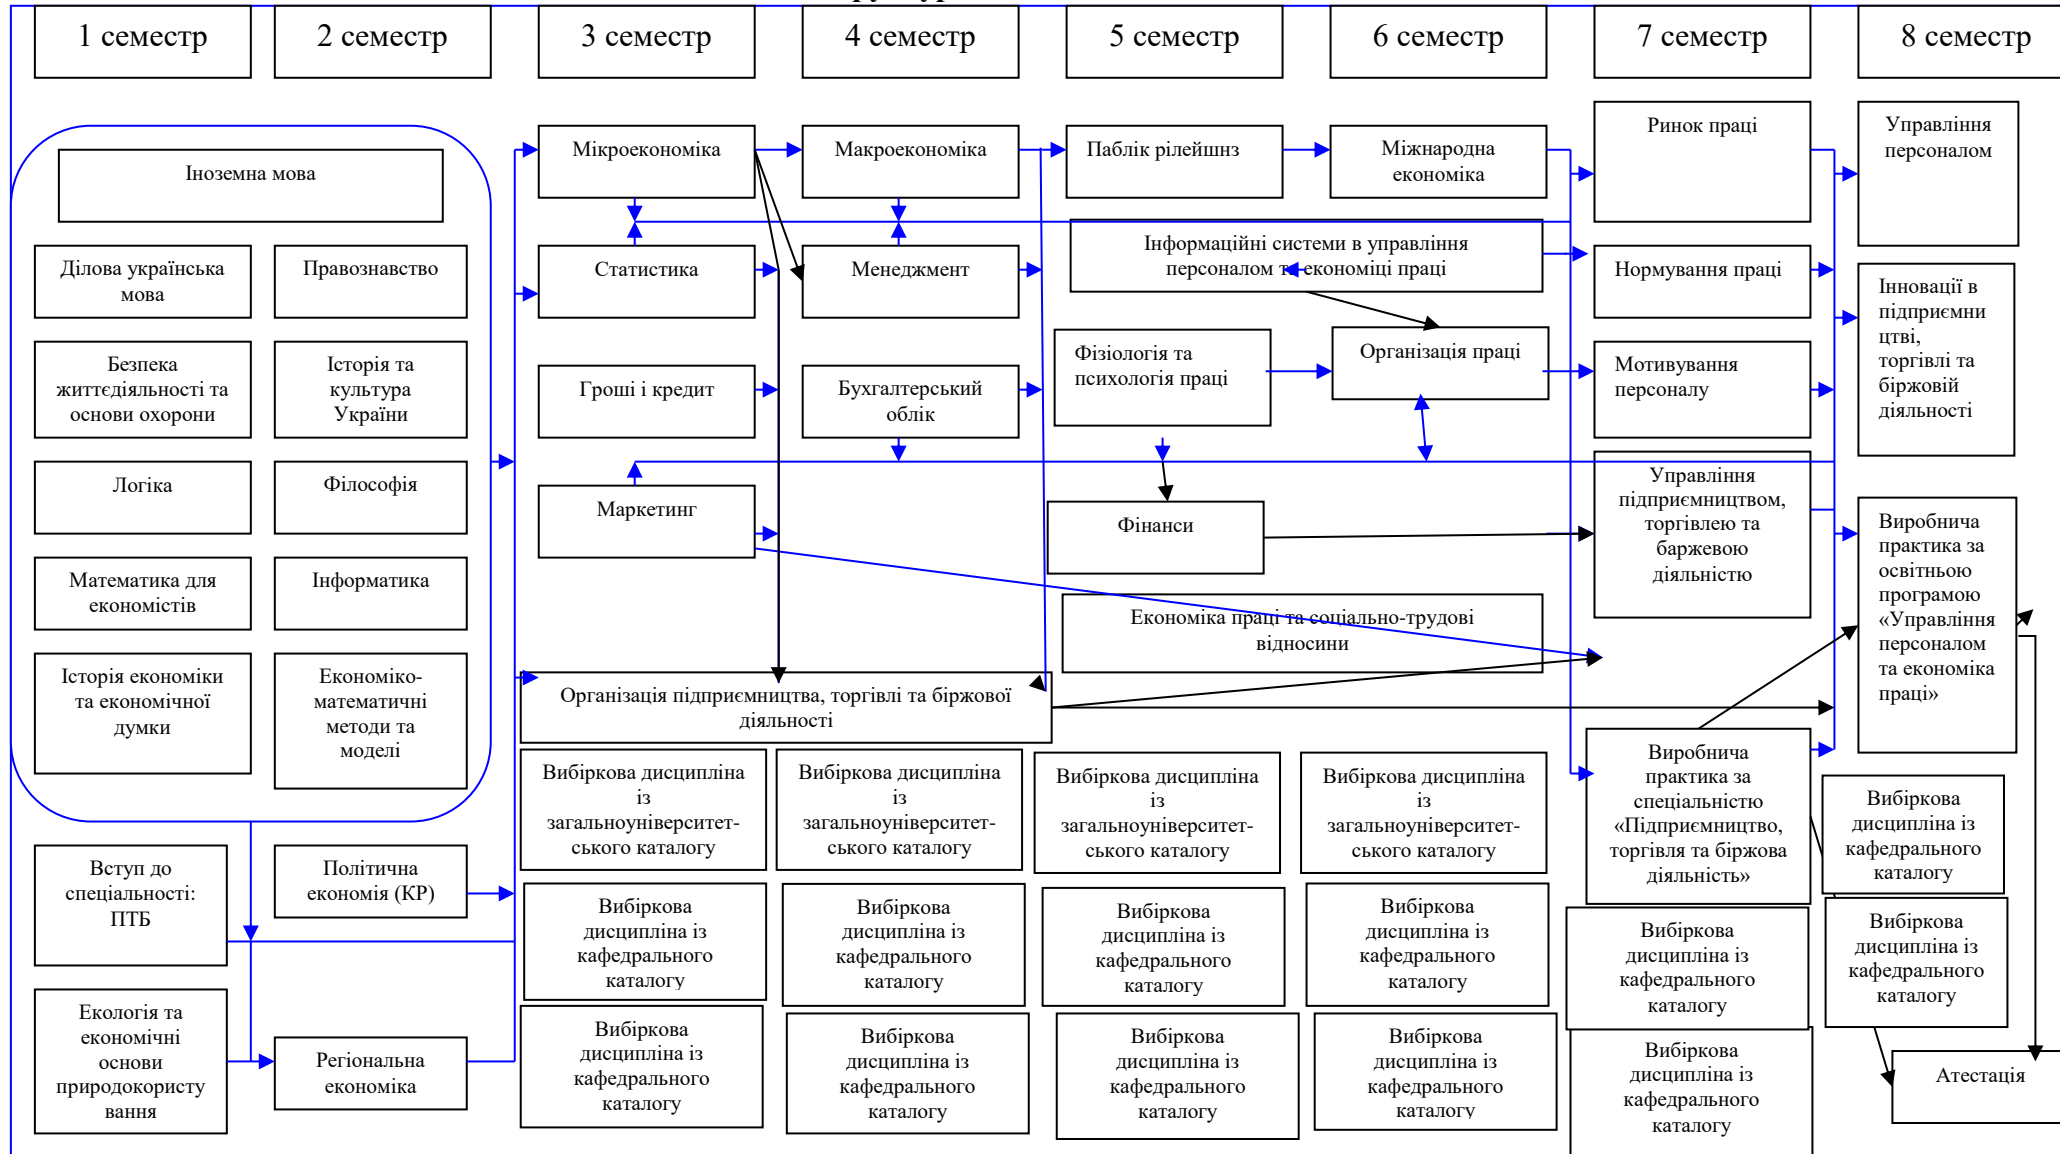 1 семестр
2 семестр
3 семестр
4 семестр
5 семестр
6 семестр
7 семестр
8 семестр
Іноземна мова
Ділова українська
мова
Правознавство
Безпека
життєдіяльності та
основи охорони
Історія та
культура
України
Логіка
Філософія
Математика для
економістів
Інформатика
Історія економіки
та економічної
думки
Економіко-
математичні
методи та
моделі
Вступ до
спеціальності:
ПТБ
Політична
економія (КР)
Екологія та
економічні
основи
природокористу
вання
Регіональна
економіка
Мікроекономіка
Статистика
Гроші і кредит
Маркетинг
Макроекономіка
Менеджмент
Бухгалтерський
облік
Організація підприємництва, торгівлі та біржової
діяльності
Вибіркова дисципліна
із
загальноуніверситет-
ського каталогу
Вибіркова
дисципліна із
кафедрального
каталогу
Вибіркова
дисципліна із
кафедрального
каталогу
Вибіркова дисципліна
із
загальноуніверситет-
ського каталогу
Вибіркова
дисципліна із
кафедрального
каталогу
Вибіркова
дисципліна із
кафедрального
каталогу
Паблік рілейшнз
Міжнародна
економіка
Інформаційні системи в управління
персоналом та економіці праці
Фізіологія та
психологія праці
Організація праці
Фінанси
Економіка праці та соціально-трудові
відносини
Вибіркова дисципліна
із
загальноуніверситет-
ського каталогу
Вибіркова
дисципліна із
кафедрального
каталогу
Вибіркова
дисципліна із
кафедрального
каталогу
Вибіркова дисципліна
із
загальноуніверситет-
ського каталогу
Вибіркова
дисципліна із
кафедрального
каталогу
Вибіркова
дисципліна із
кафедрального
каталогу
Ринок праці
Нормування праці
Мотивування
персоналу
Управління
підприємництвом,
торгівлею та
баржевою
діяльністю
Виробнича
практика за
спеціальністю
«Підприємництво,
торгівля та біржова
діяльність»
Вибіркова
дисципліна із
кафедрального
каталогу
Вибіркова
дисципліна із
кафедрального
каталогу
Управління
персоналом
Інновації в
підприємни
цтві,
торгівлі та
біржовій
діяльності
Виробнича
практика за
освітньою
програмою
«Управління
персоналом
та економіка
праці»
Вибіркова
дисципліна із
кафедрального
каталогу
Вибіркова
дисципліна із
кафедрального
каталогу
Атестація